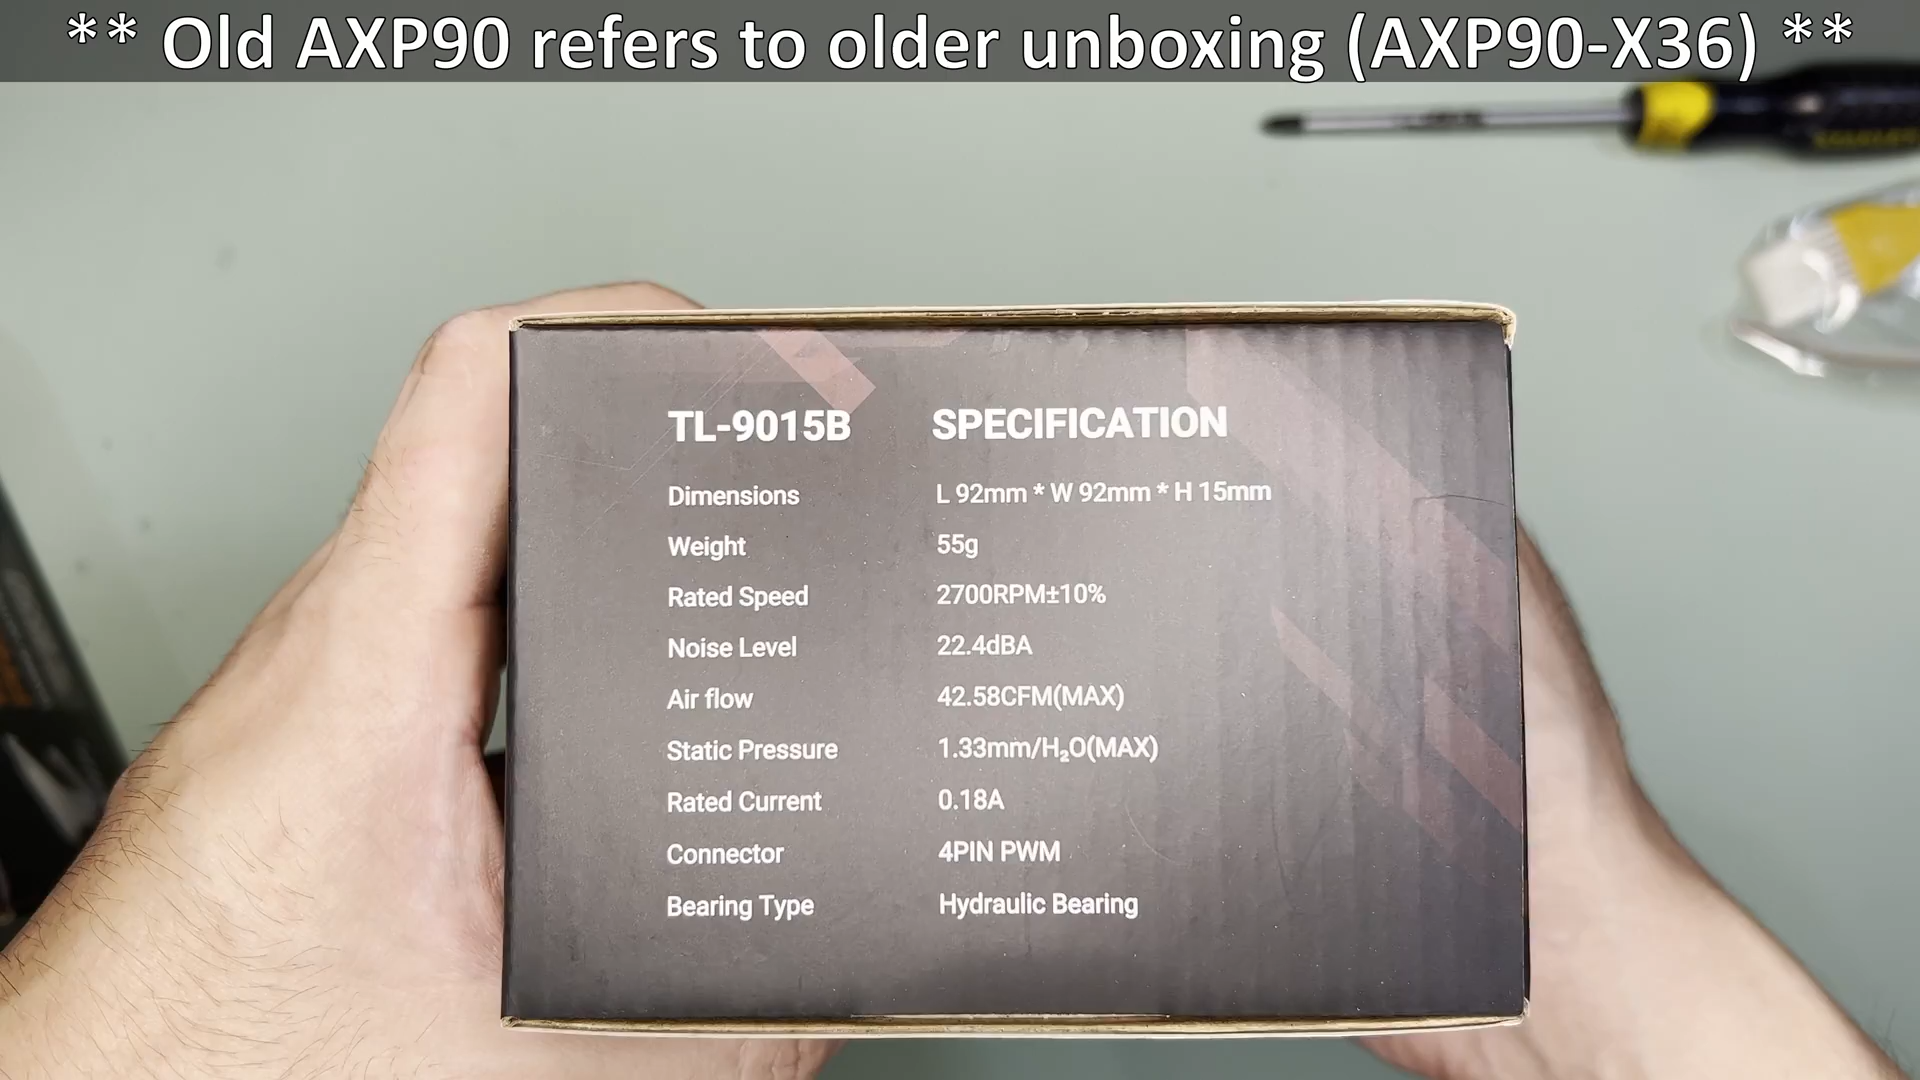 ** Old AXP90 refers to older unboxing (AXP90-X36) **
TL-9015B SPECIFICATION
Dimensions L 92mm * W 92mm * H 15mm
Weight 55g
Rated Speed 2700RPM±10%
Noise Level 22.4dBA
Air flow 42.58CFM(MAX)
Static Pressure 1.33mm/H₂O(MAX)
Rated Current 0.18A
Connector 4PIN PWM
Bearing Type Hydraulic Bearing